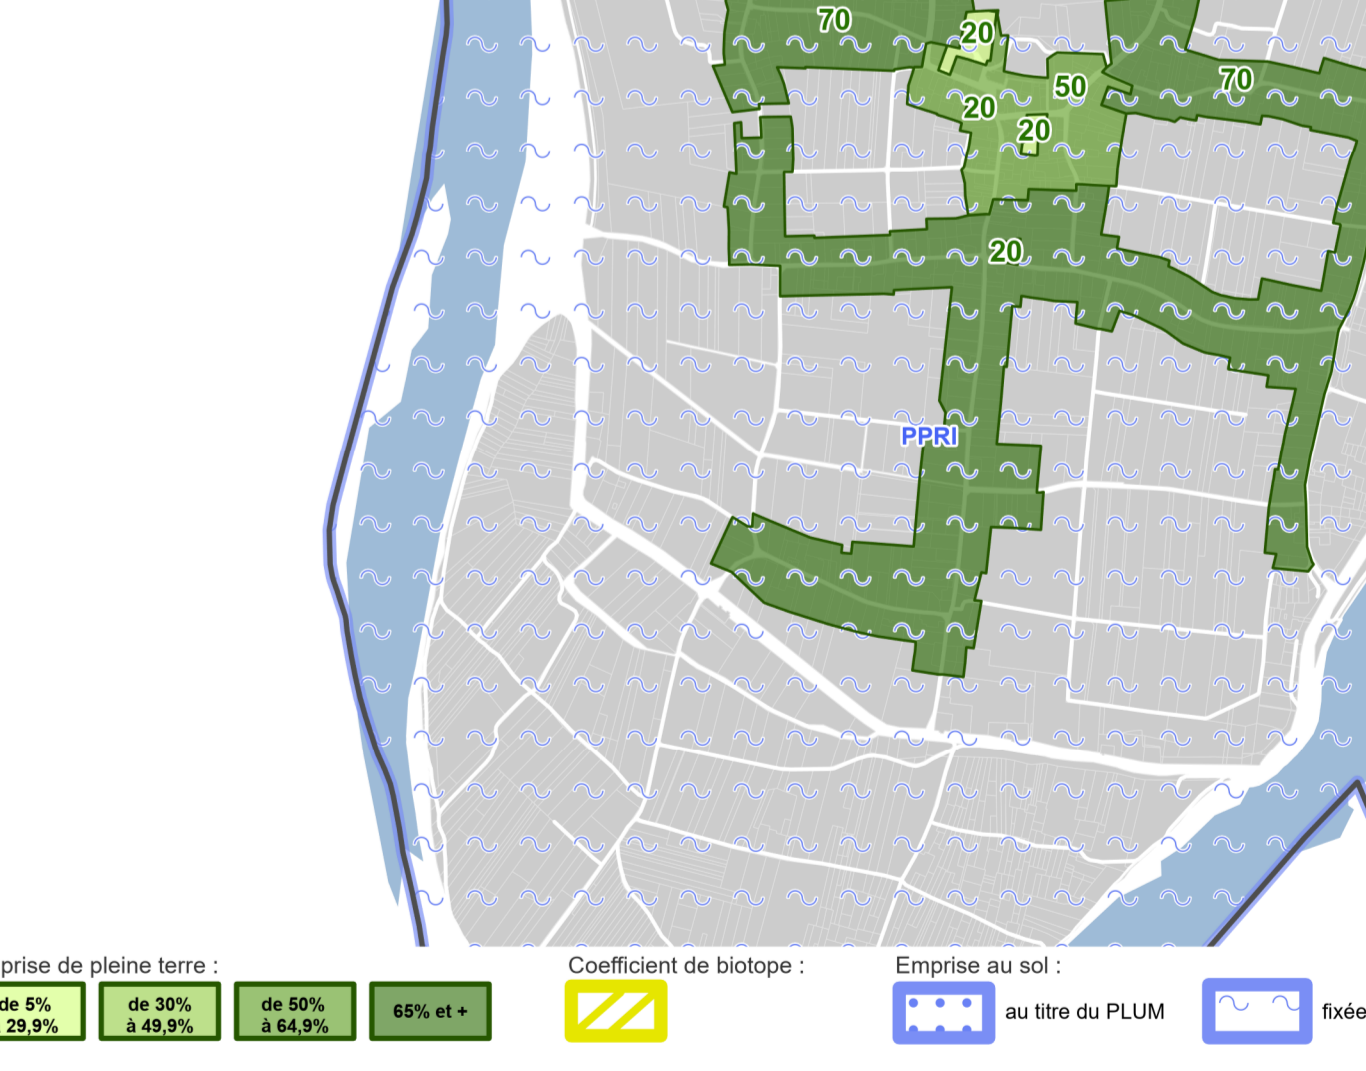 70
20
50
70
20
20
20
PPRI
prise de pleine terre :
Coefficient de biotope :
Emprise au sol :
de 5%
29,9%
de 30%
à 49,9%
de 50%
à 64,9%
65% et +
au titre du PLUM
fixée